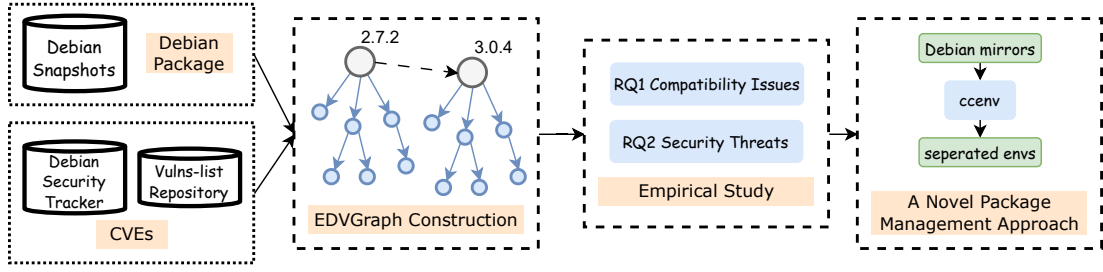 Debian
Snapshots
Debian
Package
Debian
Security
Tracker
Vulns-list
Repository
CVEs
2.7.2
3.0.4
EDVGraph Construction
RQ1 Compatibility Issues
RQ2 Security Threats
Empirical Study
Debian mirrors
ccenv
seperated envs
A Novel Package
Management Approach